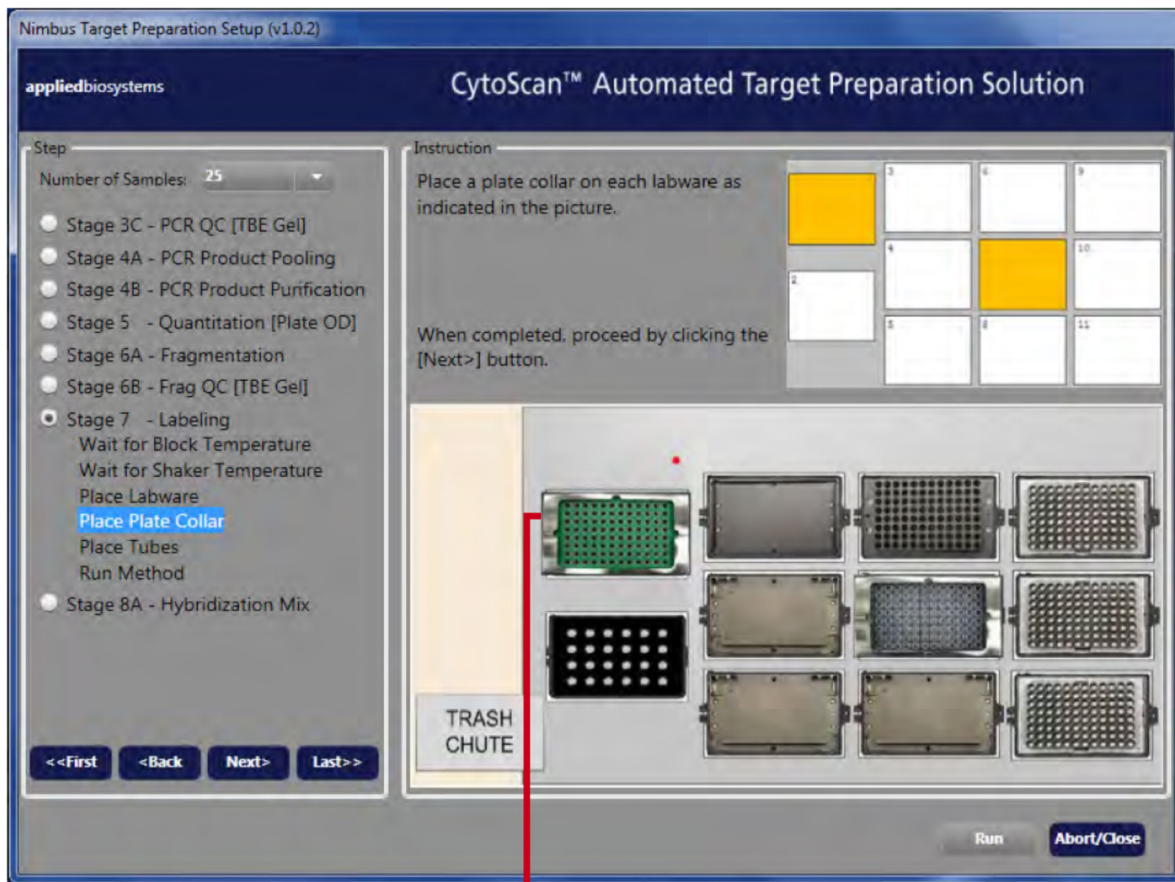 Nimbus Target Preparation Setup (v1.0.2)
appliedbiosystems
CytoScan™ Automated Target Preparation Solution
Step
Number of Samples: 25
Stage 3C - PCR QC [TBE Gel]
Stage 4A - PCR Product Pooling
Stage 4B - PCR Product Purification
Stage 5 - Quantitation [Plate OD]
Stage 6A - Fragmentation
Stage 6B - Frag QC [TBE Gel]
Stage 7 - Labeling
Wait for Block Temperature
Wait for Shaker Temperature
Place Labware
Place Plate Collar
Place Tubes
Run Method
Stage 8A - Hybridization Mix
<<First <Back Next> Last>>
Instruction
Place a plate collar on each labware as
indicated in the picture.
When completed, proceed by clicking the
[Next>] button.
3 6 9
4 10
2
5 8 11
TRASH
CHUTE
Run Abort/Close